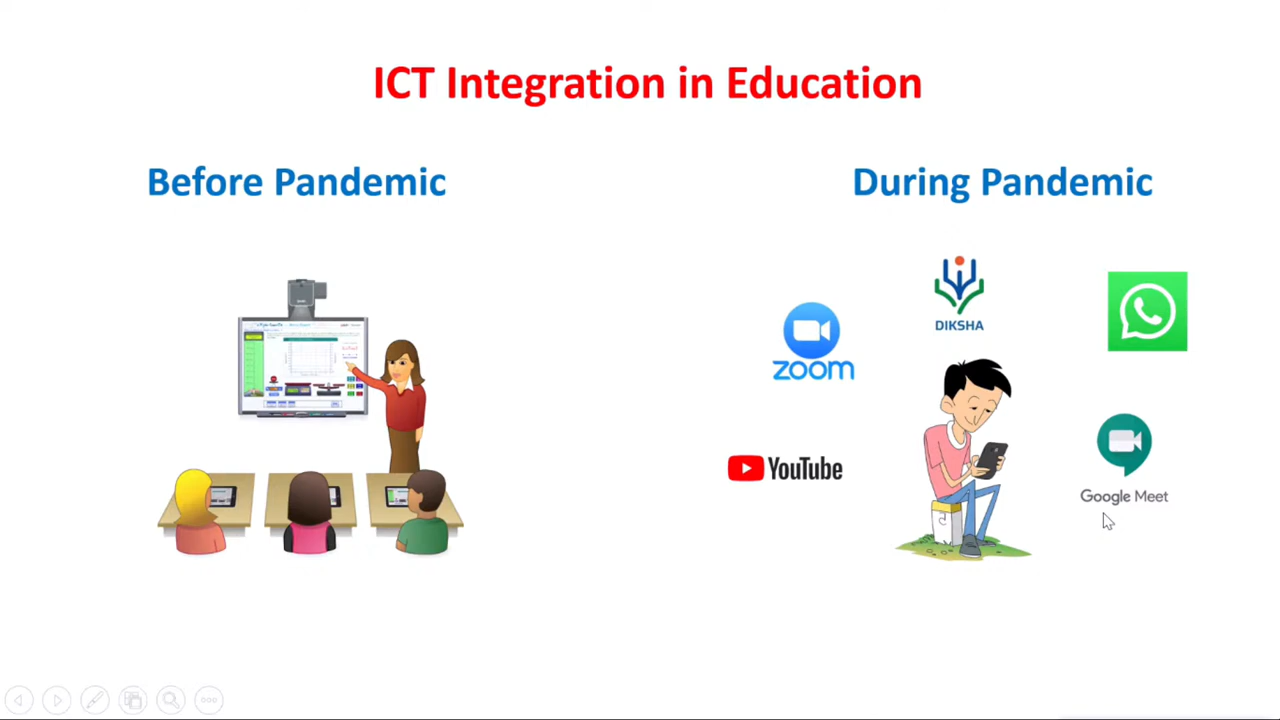 ICT Integration in Education
Before Pandemic
During Pandemic
DIKSHA
zoom
YouTube
Google Meet